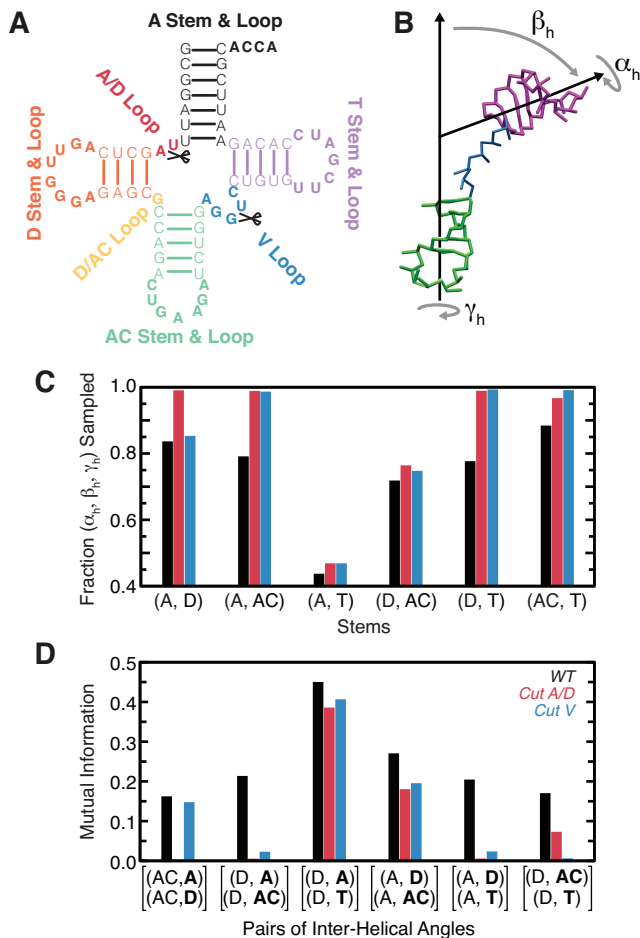 A
A Stem & Loop
G C ACCA
C G
G C
G U
A U
U A
U A
A/D Loop
A U
D Stem & Loop
U U G A C U C G
G G G A G A G C G
D/AC Loop
T Stem & Loop
G A C A C C U A
G
C
C U G U G U U C
A G G U C
V Loop
C G
C G
A U
G C
A U
C A
U G
G A A
AC Stem & Loop
B
βh
αh
γh
C
Fraction (αh, βh, γh) Sampled
1.0
0.8
0.6
0.4
(A, D) (A, AC) (A, T) (D, AC) (D, T) (AC, T)
Stems
D
Mutual Information
0.5
0.4
0.3
0.2
0.1
0.0
WT
Cut A/D
Cut V
(AC,A) (D, A) (D, A) (A, D) (A, D) (D, AC)
(AC,D) (D, AC) (D, T) (A, AC) (A, T) (D, T)
Pairs of Inter-Helical Angles